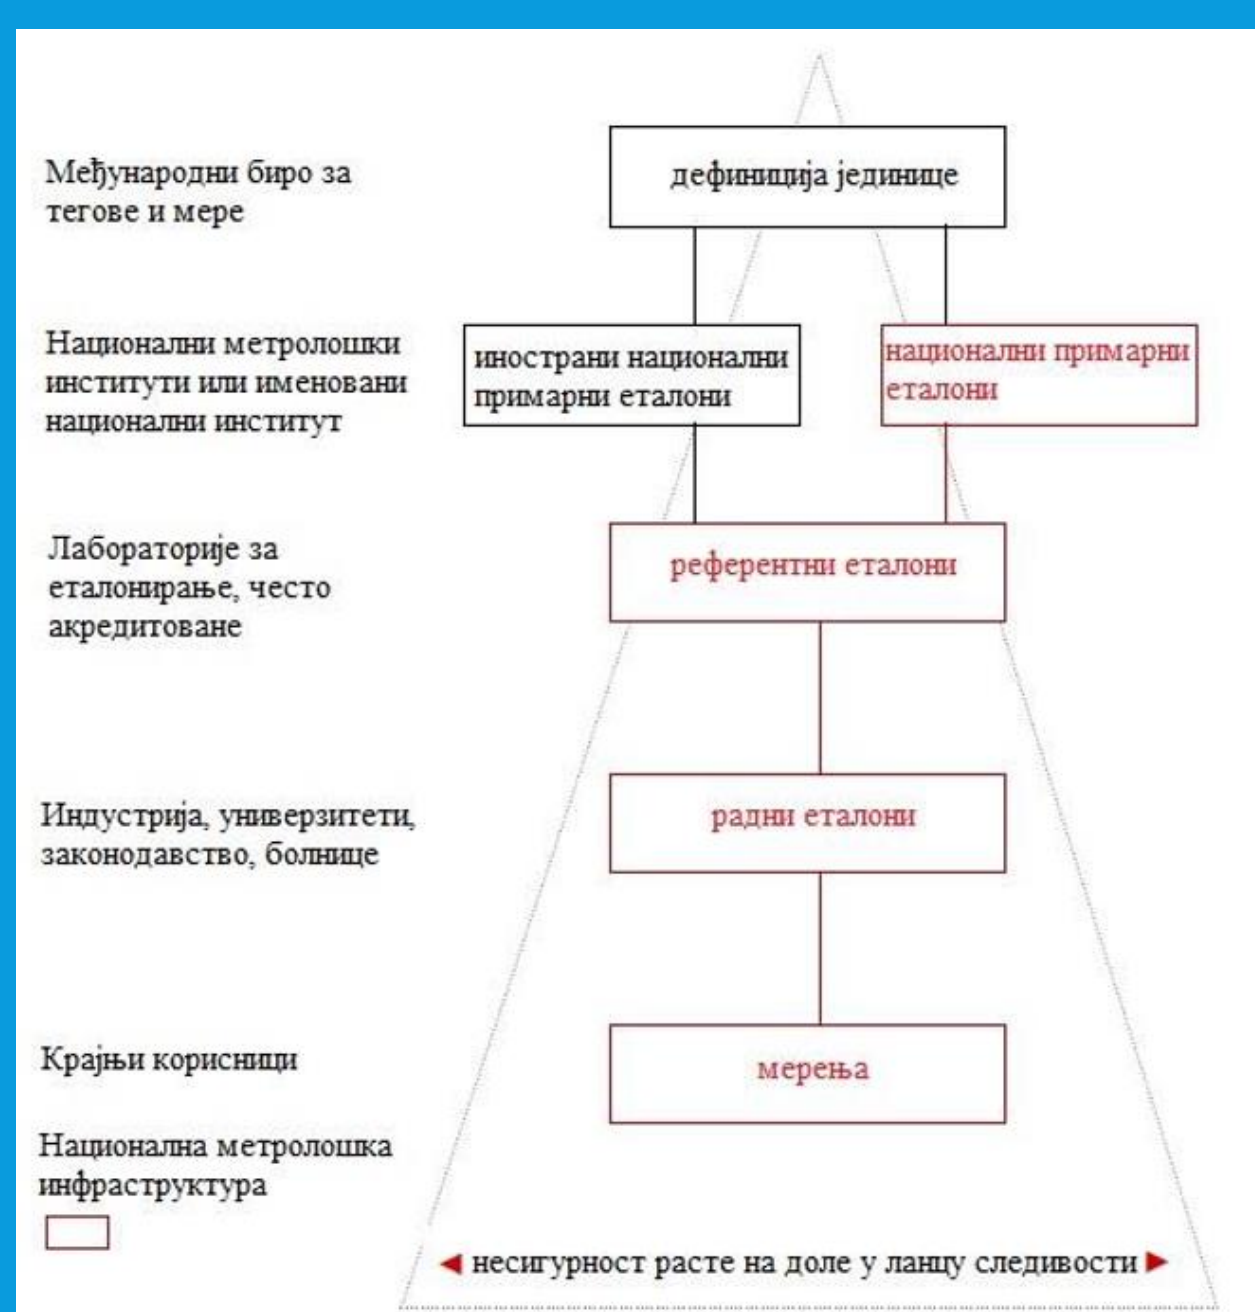 дефиниција јединице
Међународни биро за
тегове и мере
Национални метролошки
институти или именовани
национални институт
инострани национални
примарни еталони
национални примарни
еталони
Лабораторије за
еталонирање, често
акредитоване
референтни еталони
Индустрија, универзитети,
законодавство, болнице
радни еталони
Крајњи корисници
мерења
Национална метролошка
инфраструктура
несигурност расте на доле у ланцу следивости